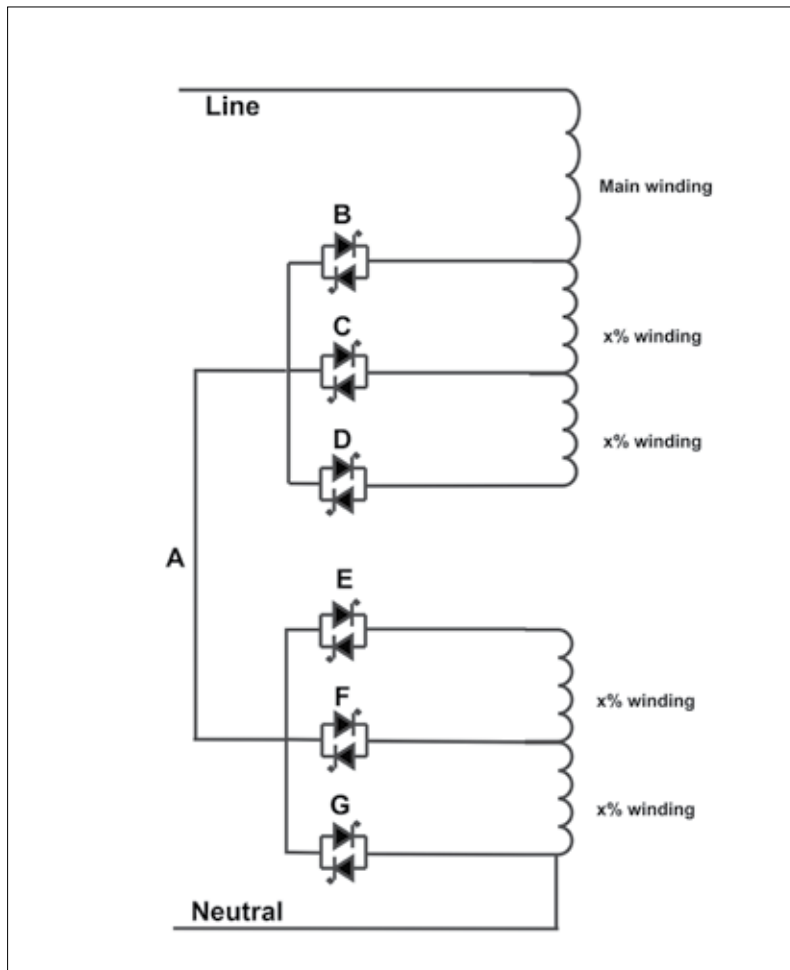 Line
Main winding
B
x% winding
C
x% winding
D
A
E
x% winding
F
x% winding
G
Neutral